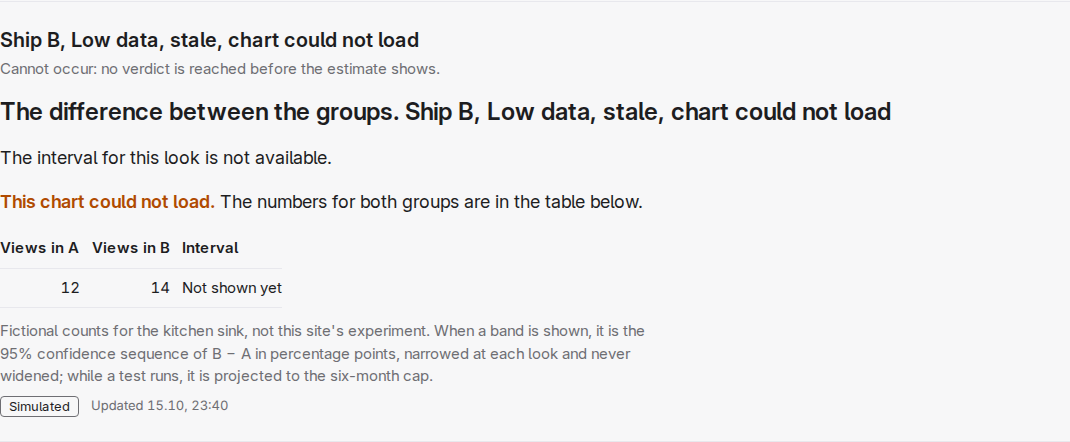 Ship B, Low data, stale, chart could not load
Cannot occur: no verdict is reached before the estimate shows.
The difference between the groups. Ship B, Low data, stale, chart could not load
The interval for this look is not available.
This chart could not load. The numbers for both groups are in the table below.
Views in A Views in B Interval
12 14 Not shown yet
Fictional counts for the kitchen sink, not this site's experiment. When a band is shown, it is the
95% confidence sequence of B − A in percentage points, narrowed at each look and never
widened; while a test runs, it is projected to the six-month cap.
Simulated Updated 15.10, 23:40